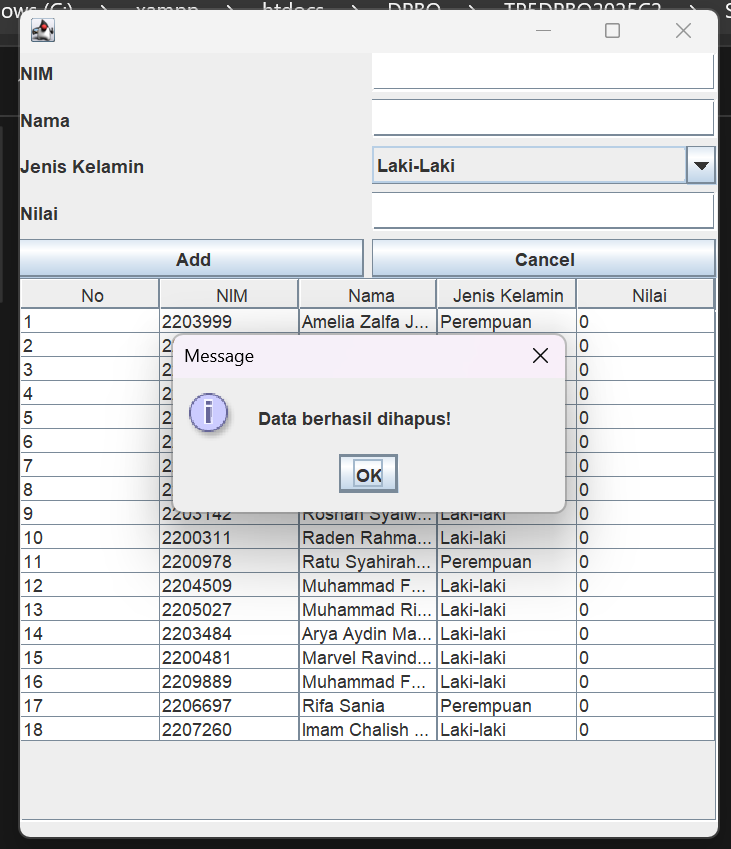 xampp > htdocs > DPBO > TP5DPBO2025C2 >
NIM
Nama
Jenis Kelamin Laki-Laki
Nilai
Add Cancel
No NIM Nama Jenis Kelamin Nilai
1 2203999 Amelia Zalfa J... Perempuan 0
2 2 0
3 2 0
Message
4 2 0
5 2 0
Data berhasil dihapus!
6 2 0
7 2 0
OK
8 2 0
9 2203142 Roshan Syalw... Laki-laki 0
10 2200311 Raden Rahma... Laki-laki 0
11 2200978 Ratu Syahirah... Perempuan 0
12 2204509 Muhammad F... Laki-laki 0
13 2205027 Muhammad Ri... Laki-laki 0
14 2203484 Arya Aydin Ma... Laki-laki 0
15 2200481 Marvel Ravind... Laki-laki 0
16 2209889 Muhammad F... Laki-laki 0
17 2206697 Rifa Sania Perempuan 0
18 2207260 Imam Chalish ... Laki-laki 0